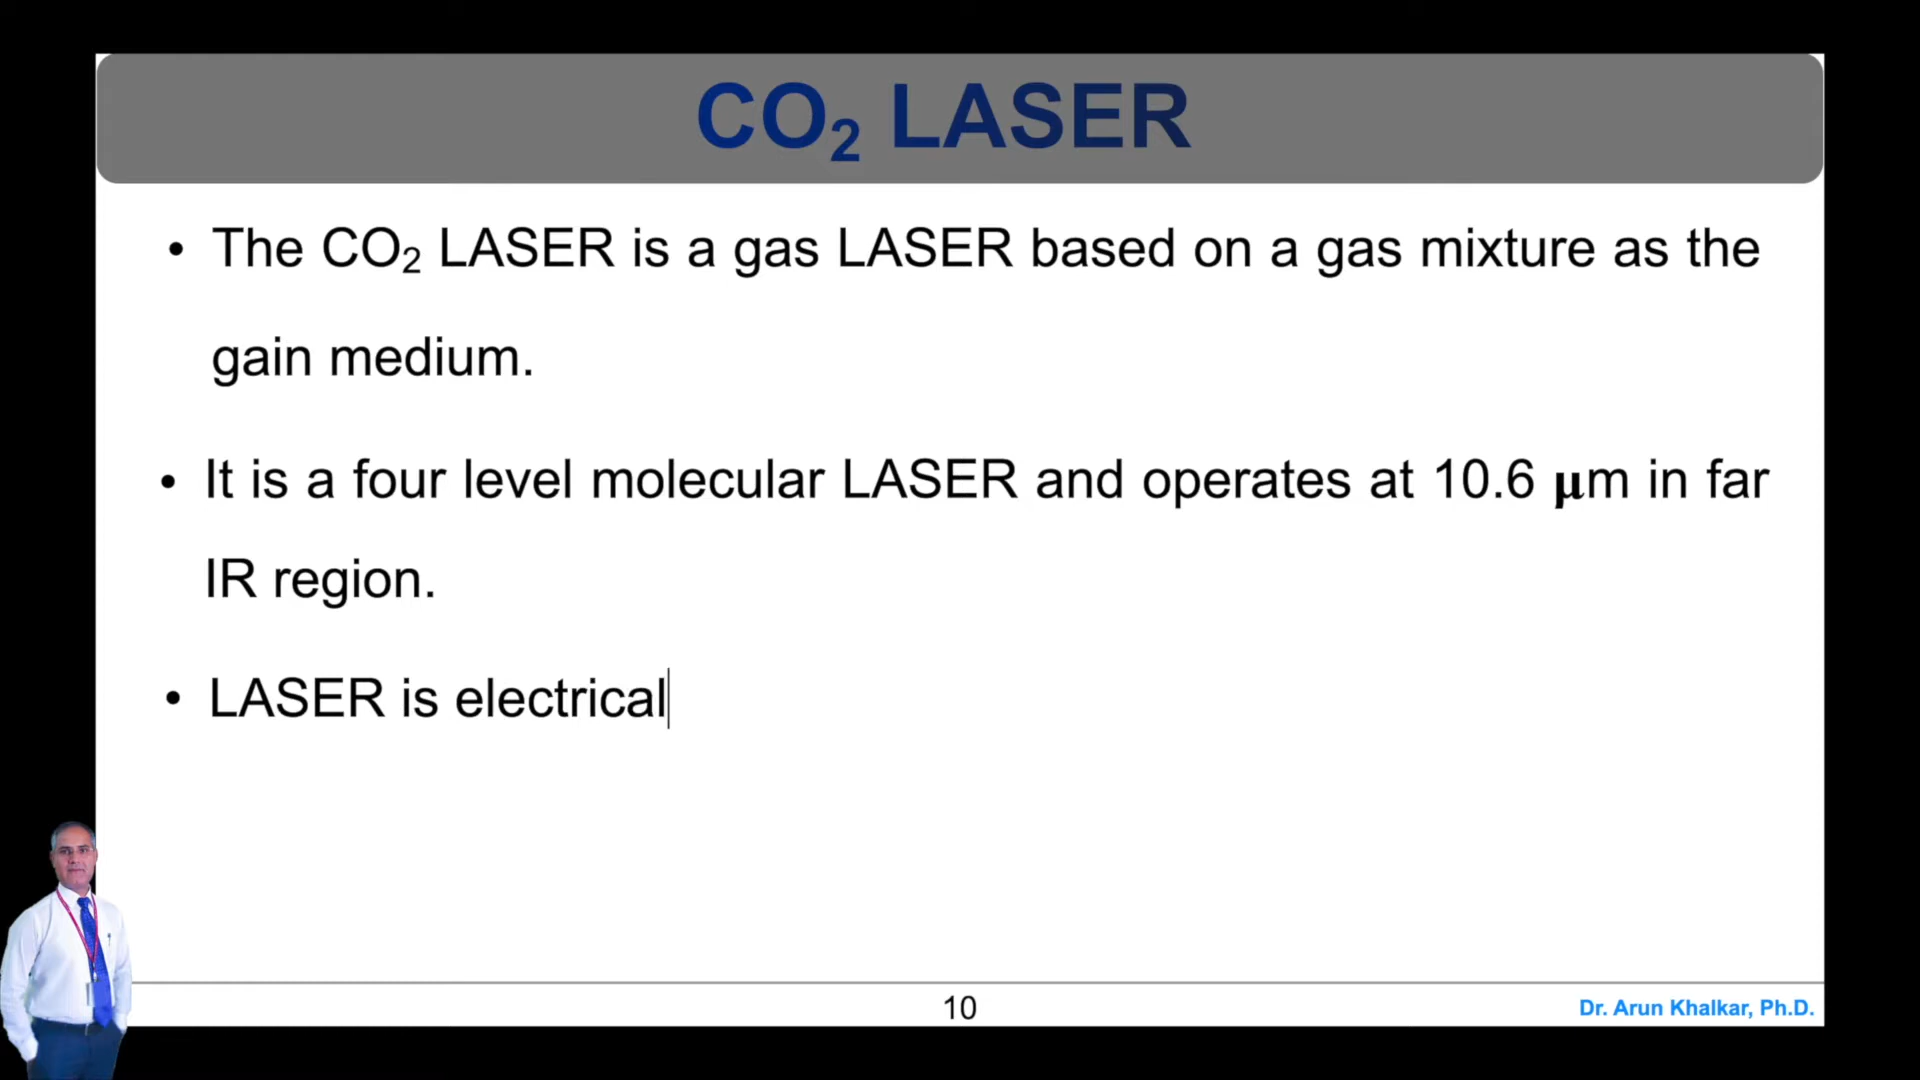 CO₂ LASER
• The CO₂ LASER is a gas LASER based on a gas mixture as the
gain medium.
• It is a four level molecular LASER and operates at 10.6 μm in far
IR region.
• LASER is electrical
10
Dr. Arun Khalkar, Ph.D.